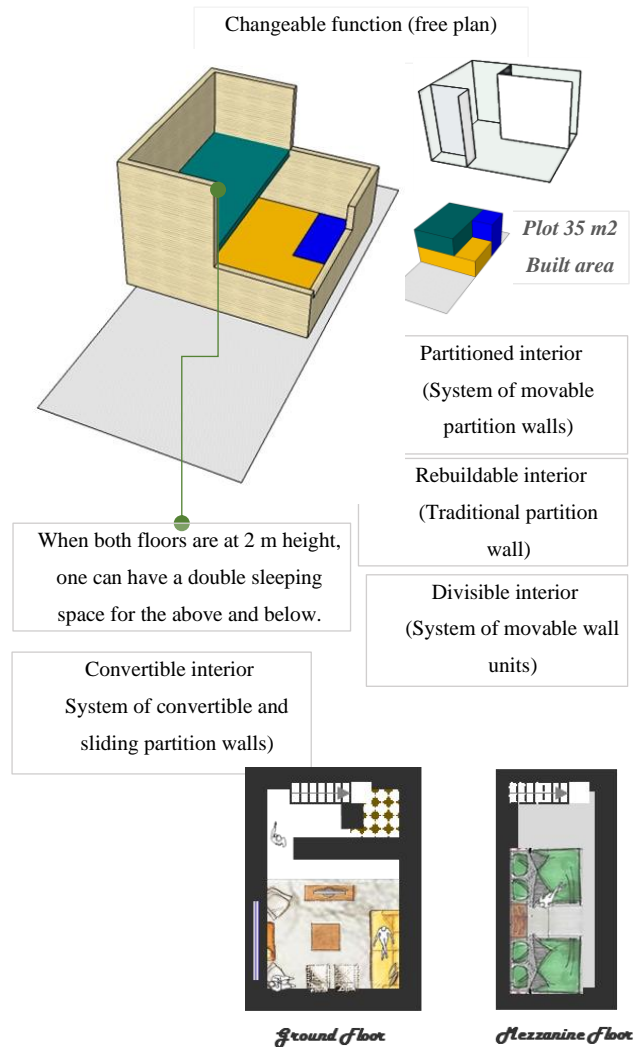 Changeable function (free plan)
Plot 35 m2
Built area
Partitioned interior
(System of movable
partition walls)
Rebuildable interior
(Traditional partition
wall)
When both floors are at 2 m height,
one can have a double sleeping
space for the above and below.
Divisible interior
(System of movable wall
units)
Convertible interior
System of convertible and
sliding partition walls)
Ground Floor
Mezzanine Floor